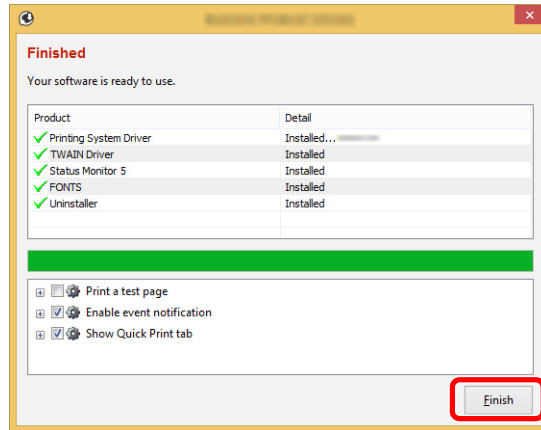 Finished
Your software is ready to use.
Product Detail
Printing System Driver Installed...
TWAIN Driver Installed
Status Monitor 5 Installed
FONTS Installed
Uninstaller Installed
Print a test page
Enable event notification
Show Quick Print tab
Finish